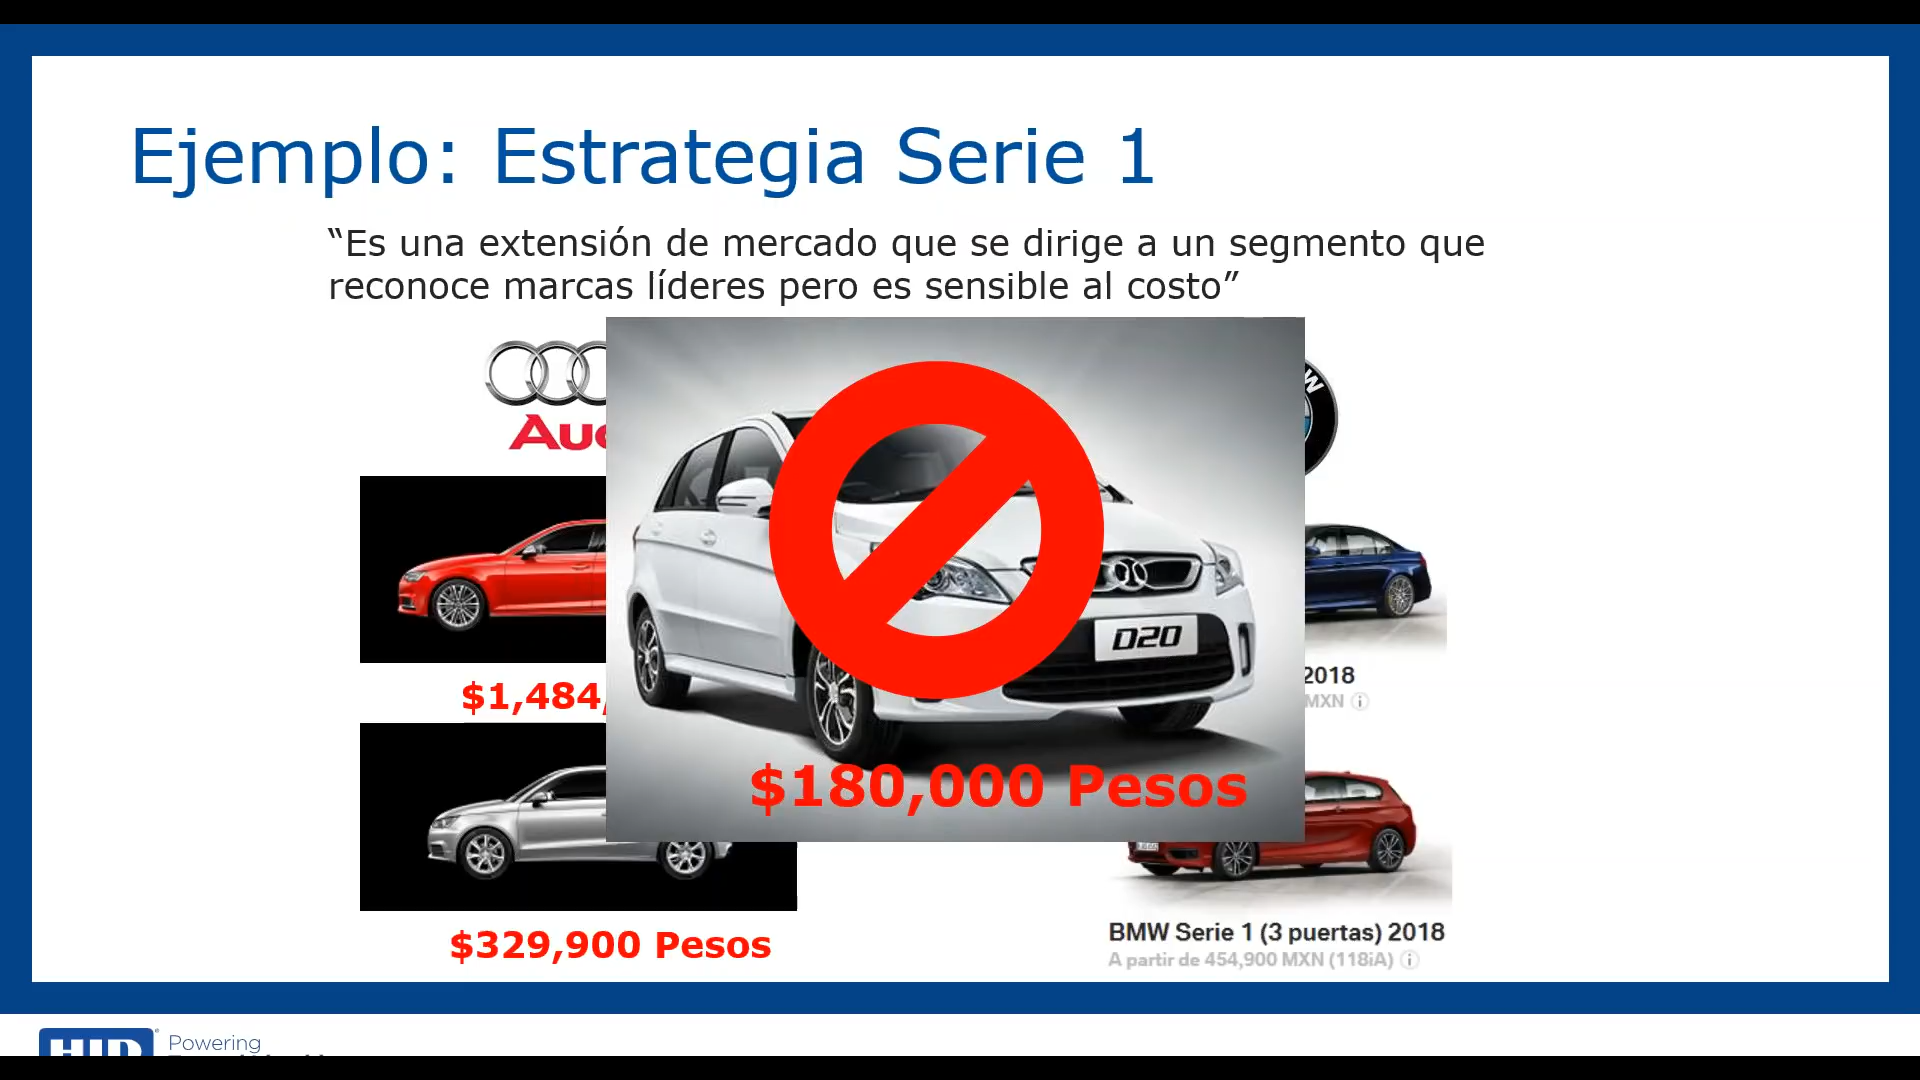 Ejemplo: Estrategia Serie 1
“Es una extensión de mercado que se dirige a un segmento que
reconoce marcas líderes pero es sensible al costo”
D20
2018
MXN
$1,484,
$180,000 Pesos
$329,900 Pesos
BMW Serie 1 (3 puertas) 2018
A partir de 454,900 MXN (118iA)
HID
Powering